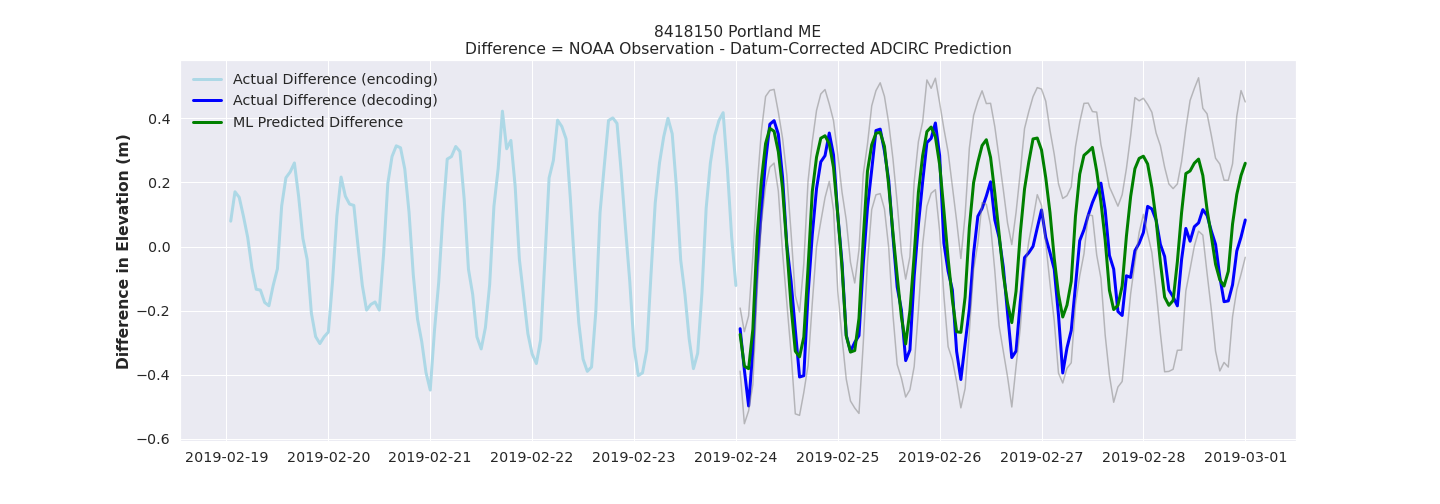 8418150 Portland ME
Difference = NOAA Observation - Datum-Corrected ADCIRC Prediction
Actual Difference (encoding)
Actual Difference (decoding)
ML Predicted Difference
Difference in Elevation (m)
0.4
0.2
0.0
−0.2
−0.4
−0.6
2019-02-19 2019-02-20 2019-02-21 2019-02-22 2019-02-23 2019-02-24 2019-02-25 2019-02-26 2019-02-27 2019-02-28 2019-03-01